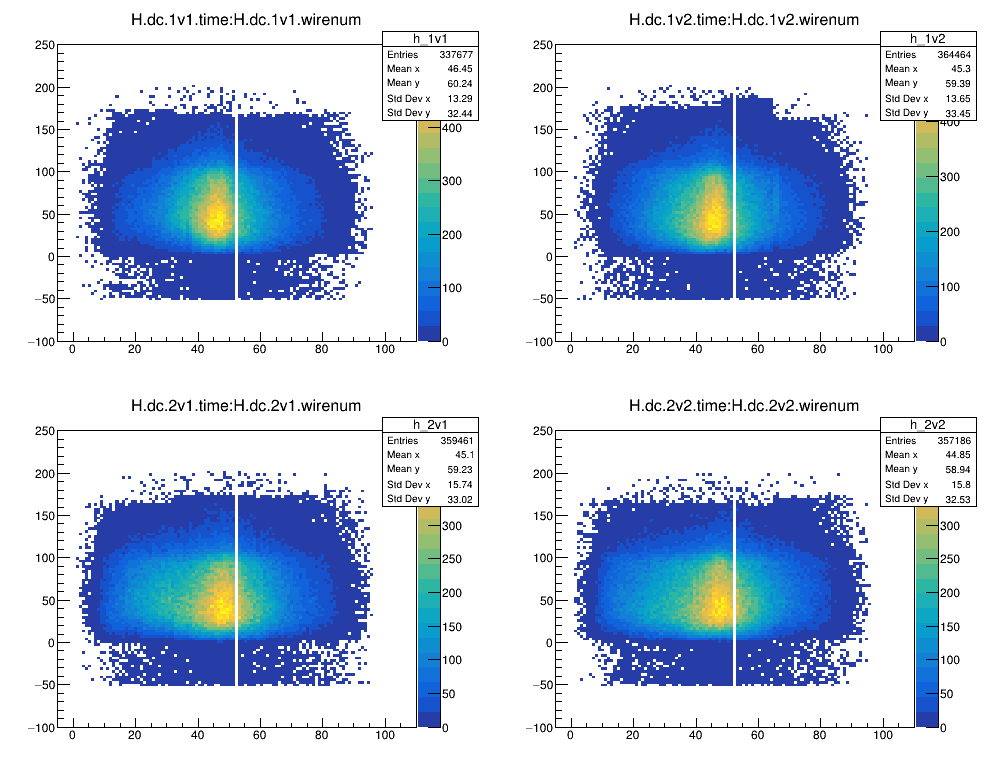 H.dc.1v1.time:H.dc.1v1.wirenum
h_1v1
Entries 337677
Mean x 46.45
Mean y 60.24
Std Dev x 13.29
Std Dev y 32.44
250
200
150
100
50
0
−50
−100
0 20 40 60 80 100
400
300
200
100
0
H.dc.1v2.time:H.dc.1v2.wirenum
h_1v2
Entries 364464
Mean x 45.3
Mean y 59.39
Std Dev x 13.65
Std Dev y 33.45
250
200
150
100
50
0
−50
−100
0 20 40 60 80 100
400
300
200
100
0
H.dc.2v1.time:H.dc.2v1.wirenum
h_2v1
Entries 359461
Mean x 45.1
Mean y 59.23
Std Dev x 15.74
Std Dev y 33.02
250
200
150
100
50
0
−50
−100
0 20 40 60 80 100
300
250
200
150
100
50
0
H.dc.2v2.time:H.dc.2v2.wirenum
h_2v2
Entries 357186
Mean x 44.85
Mean y 58.94
Std Dev x 15.8
Std Dev y 32.53
250
200
150
100
50
0
−50
−100
0 20 40 60 80 100
300
250
200
150
100
50
0